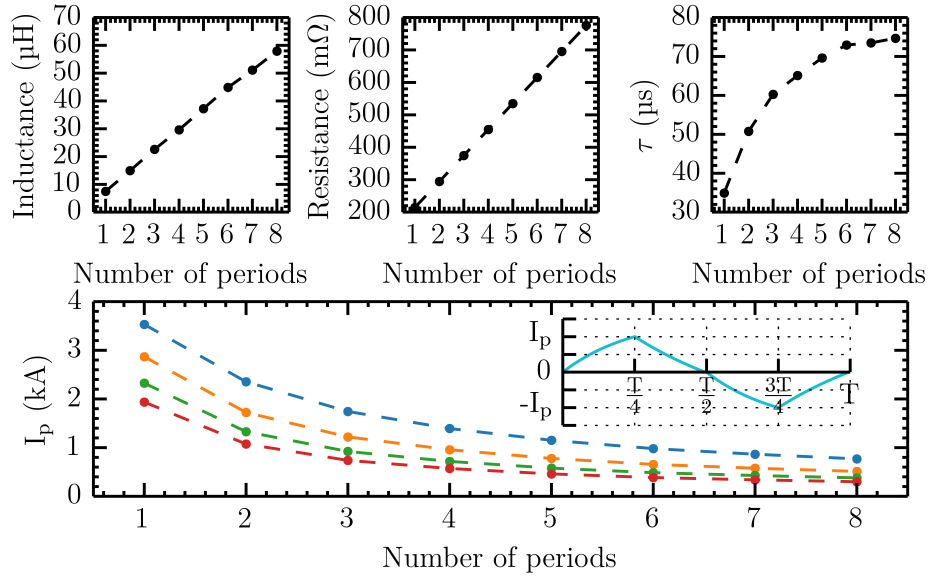 Inductance (μH)
70
60
50
40
30
20
10
0
1 2 3 4 5 6 7 8
Number of periods
Resistance (mΩ)
800
700
600
500
400
300
200
1 2 3 4 5 6 7 8
Number of periods
τ (μs)
80
70
60
50
40
30
1 2 3 4 5 6 7 8
Number of periods
I_p (kA)
4
3
2
1
0
1 2 3 4 5 6 7 8
Number of periods
I_p
0
-I_p
T/4
T/2
3T/4
T